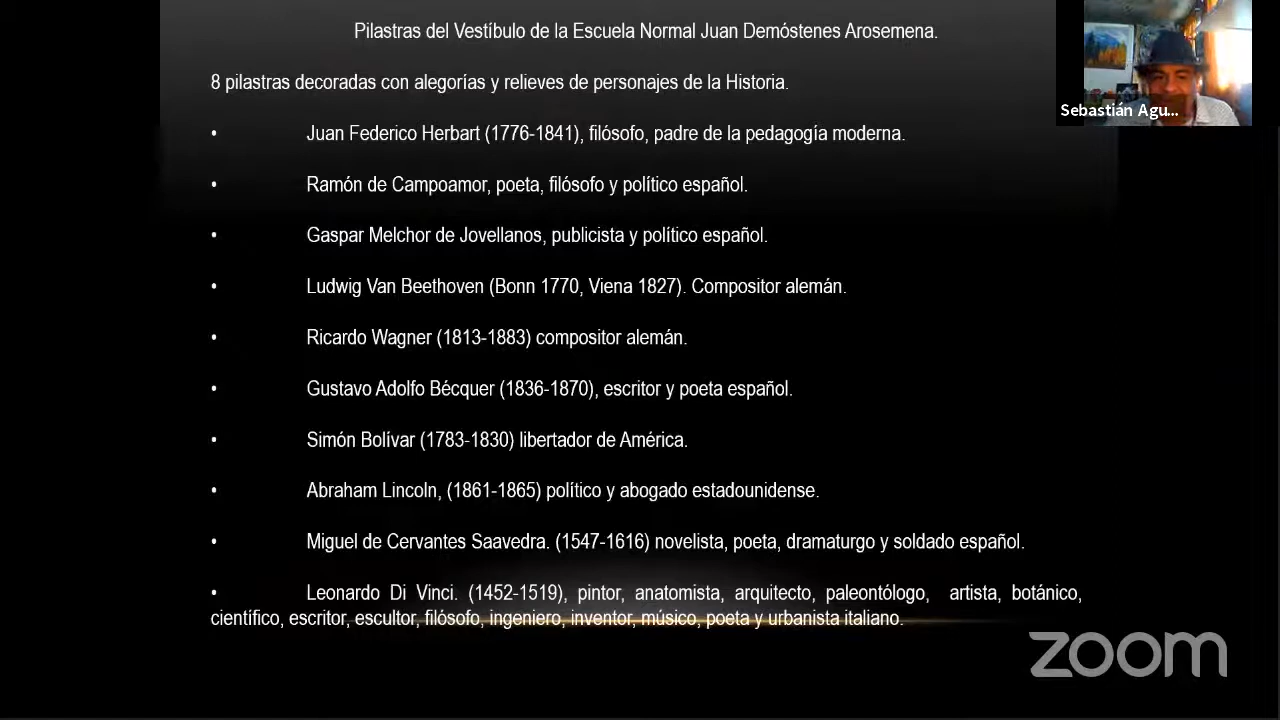 Pilastras del Vestíbulo de la Escuela Normal Juan Demóstenes Arosemena.
8 pilastras decoradas con alegorías y relieves de personajes de la Historia.
• Juan Federico Herbart (1776-1841), filósofo, padre de la pedagogía moderna.
• Ramón de Campoamor, poeta, filósofo y político español.
• Gaspar Melchor de Jovellanos, publicista y político español.
• Ludwig Van Beethoven (Bonn 1770, Viena 1827). Compositor alemán.
• Ricardo Wagner (1813-1883) compositor alemán.
• Gustavo Adolfo Bécquer (1836-1870), escritor y poeta español.
• Simón Bolívar (1783-1830) libertador de América.
• Abraham Lincoln, (1861-1865) político y abogado estadounidense.
• Miguel de Cervantes Saavedra. (1547-1616) novelista, poeta, dramaturgo y soldado español.
• Leonardo Di Vinci. (1452-1519), pintor, anatomista, arquitecto, paleontólogo, artista, botánico,
científico, escritor, escultor, filósofo, ingeniero, inventor, músico, poeta y urbanista italiano.
Sebastián Agu...
zoom